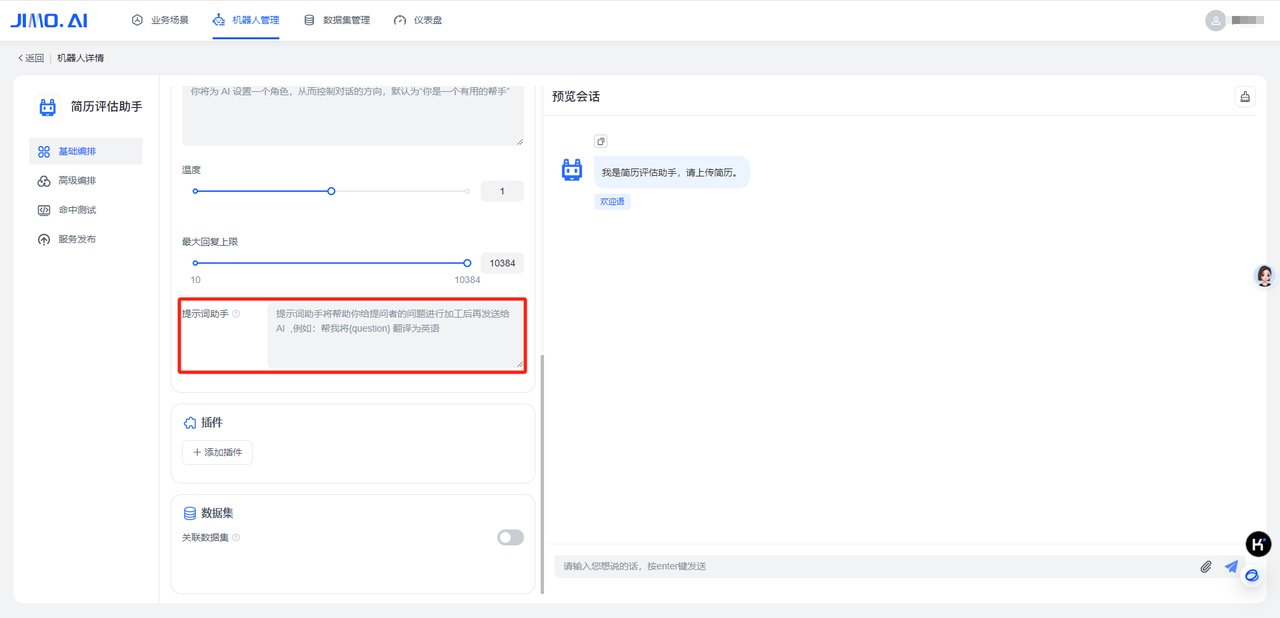 JIMO.AI
业务场景
机器人管理
数据集管理
仪表盘
返回 | 机器人详情
简历评估助手
基础编排
高级编排
命中测试
服务发布
你将为 AI 设置一个角色，从而控制对话的方向，默认为“你是一个有用的帮手”
温度
1
最大回复上限
10384
10
10384
提示词助手
提示词助手将帮助你给提问者的问题进行加工后再发送给
AI ,例如：帮我将{question} 翻译为英语
插件
+ 添加插件
数据集
关联数据集
预览会话
我是简历评估助手，请上传简历。
欢迎语
请输入您想说的话，按enter键发送